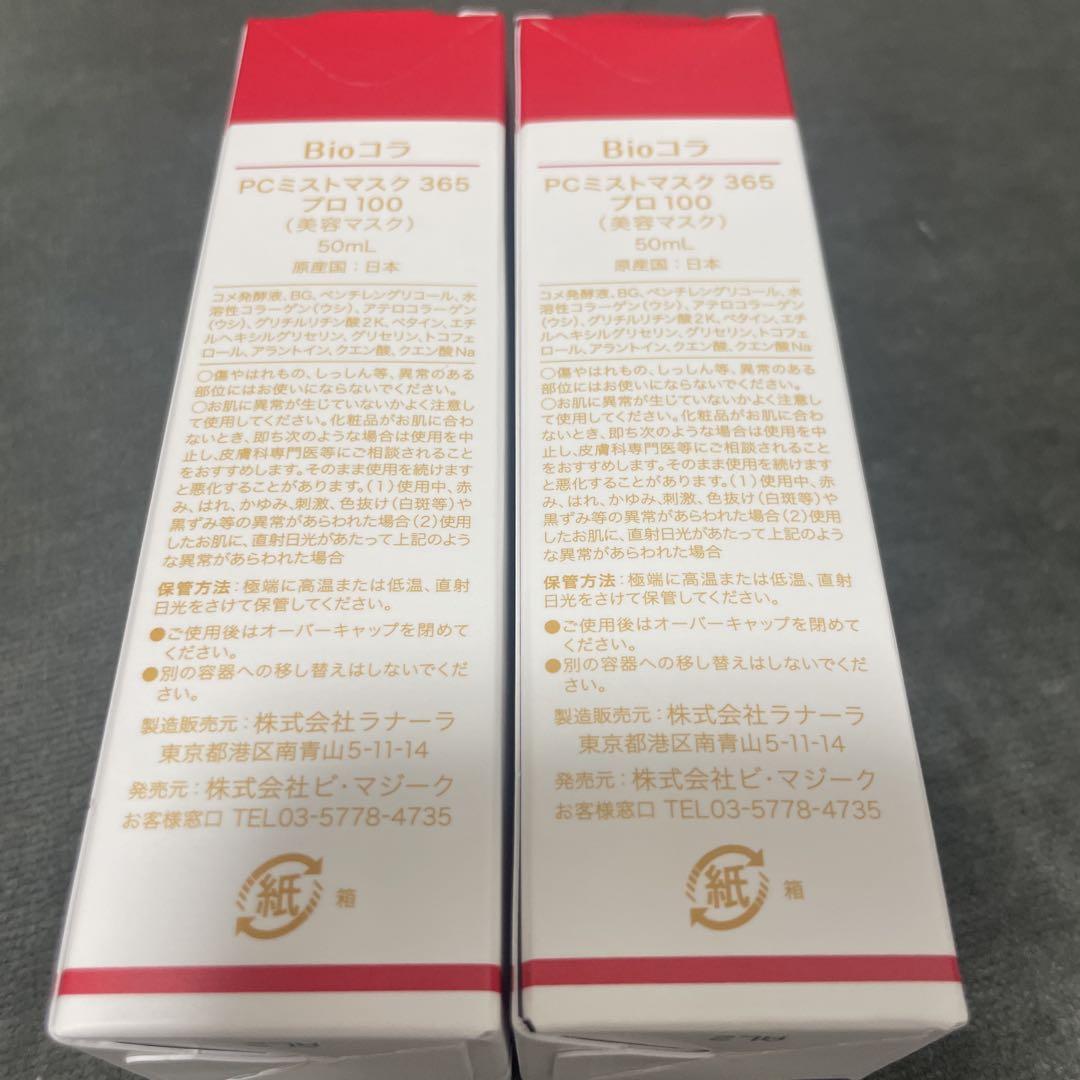 Bioコラ
PCミストマスク 365
プロ 100
(美容マスク)
50mL
原産国：日本
コメ発酵液、BG、ペンチレングリコール、水
溶性コラーゲン(ウシ)、アテロコラーゲン
(ウシ)、グリチルリチン酸2K、ベタイン、エチ
ルヘキシルグリセリン、グリセリン、トコフェ
ロール、アラントイン、クエン酸、クエン酸Na
○傷やはれもの、しっしん等、異常のある
部位にはお使いにならないでください。
○お肌に異常が生じていないかよく注意し
て使用してください。化粧品がお肌に合わ
ないとき、即ち次のような場合は使用を中
止し、皮膚科専門医等にご相談されること
をおすすめします。そのまま使用を続けます
と悪化することがあります。(1)使用中、赤
み、はれ、かゆみ、刺激、色抜け(白斑等)や
黒ずみ等の異常があらわれた場合(2)使用
したお肌に、直射日光があたって上記のよう
な異常があらわれた場合
保管方法：極端に高温または低温、直射
日光をさけて保管してください。
●ご使用後はオーバーキャップを閉めて
ください。
●別の容器への移し替えはしないでくだ
さい。
製造販売元：株式会社ラナーラ
東京都港区南青山5-11-14
発売元：株式会社ビ・マジーク
お客様窓口 TEL03-5778-4735
紙 箱
Bioコラ
PCミストマスク 365
プロ 100
(美容マスク)
50mL
原産国：日本
コメ発酵液、BG、ペンチレングリコール、水
溶性コラーゲン(ウシ)、アテロコラーゲン
(ウシ)、グリチルリチン酸2K、ベタイン、エチ
ルヘキシルグリセリン、グリセリン、トコフェ
ロール、アラントイン、クエン酸、クエン酸Na
○傷やはれもの、しっしん等、異常のある
部位にはお使いにならないでください。
○お肌に異常が生じていないかよく注意し
て使用してください。化粧品がお肌に合わ
ないとき、即ち次のような場合は使用を中
止し、皮膚科専門医等にご相談されること
をおすすめします。そのまま使用を続けます
と悪化することがあります。(1)使用中、赤
み、はれ、かゆみ、刺激、色抜け(白斑等)や
黒ずみ等の異常があらわれた場合(2)使用
したお肌に、直射日光があたって上記のよう
な異常があらわれた場合
保管方法：極端に高温または低温、直射
日光をさけて保管してください。
●ご使用後はオーバーキャップを閉めて
ください。
●別の容器への移し替えはしないでくだ
さい。
製造販売元：株式会社ラナーラ
東京都港区南青山5-11-14
発売元：株式会社ビ・マジーク
お客様窓口 TEL03-5778-4735
紙 箱